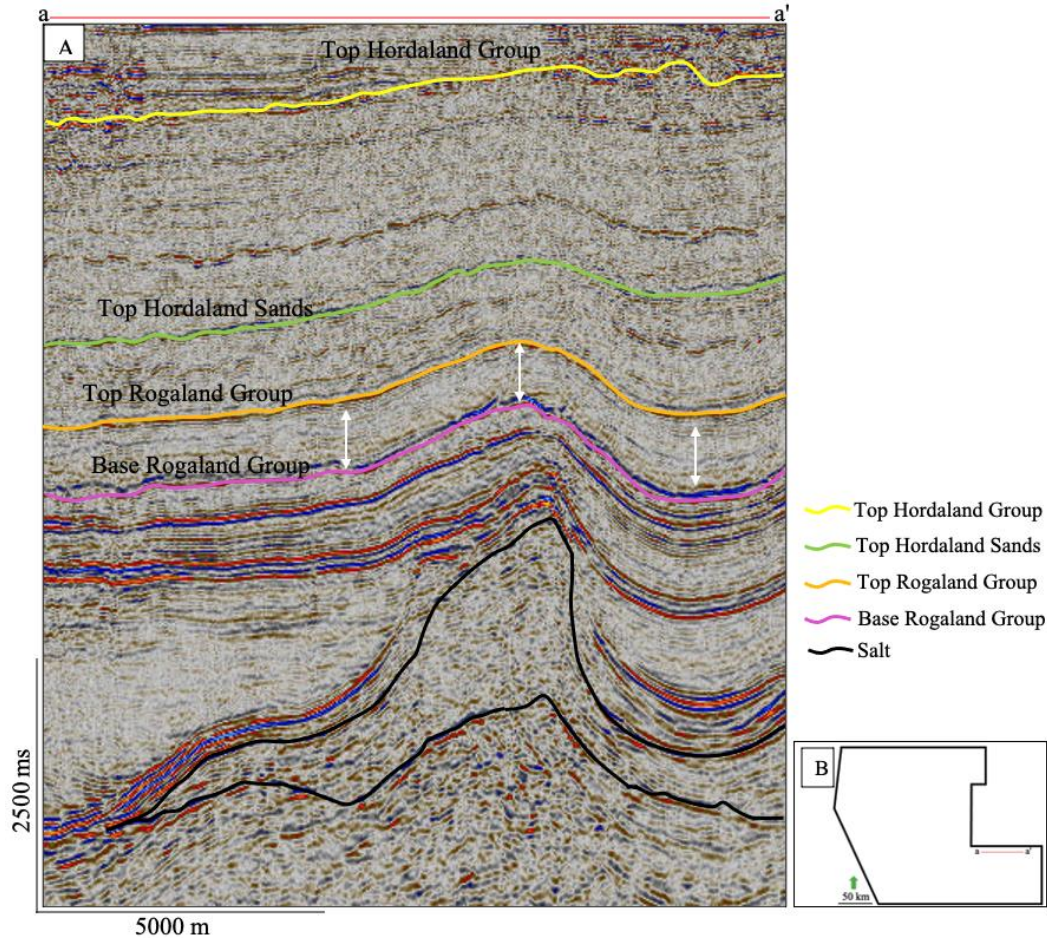 a a'
A
Top Hordaland Group
Top Hordaland Sands
Top Rogaland Group
Base Rogaland Group
Top Hordaland Group
Top Hordaland Sands
Top Rogaland Group
Base Rogaland Group
Salt
2500 ms
5000 m
B
a a'
50 km